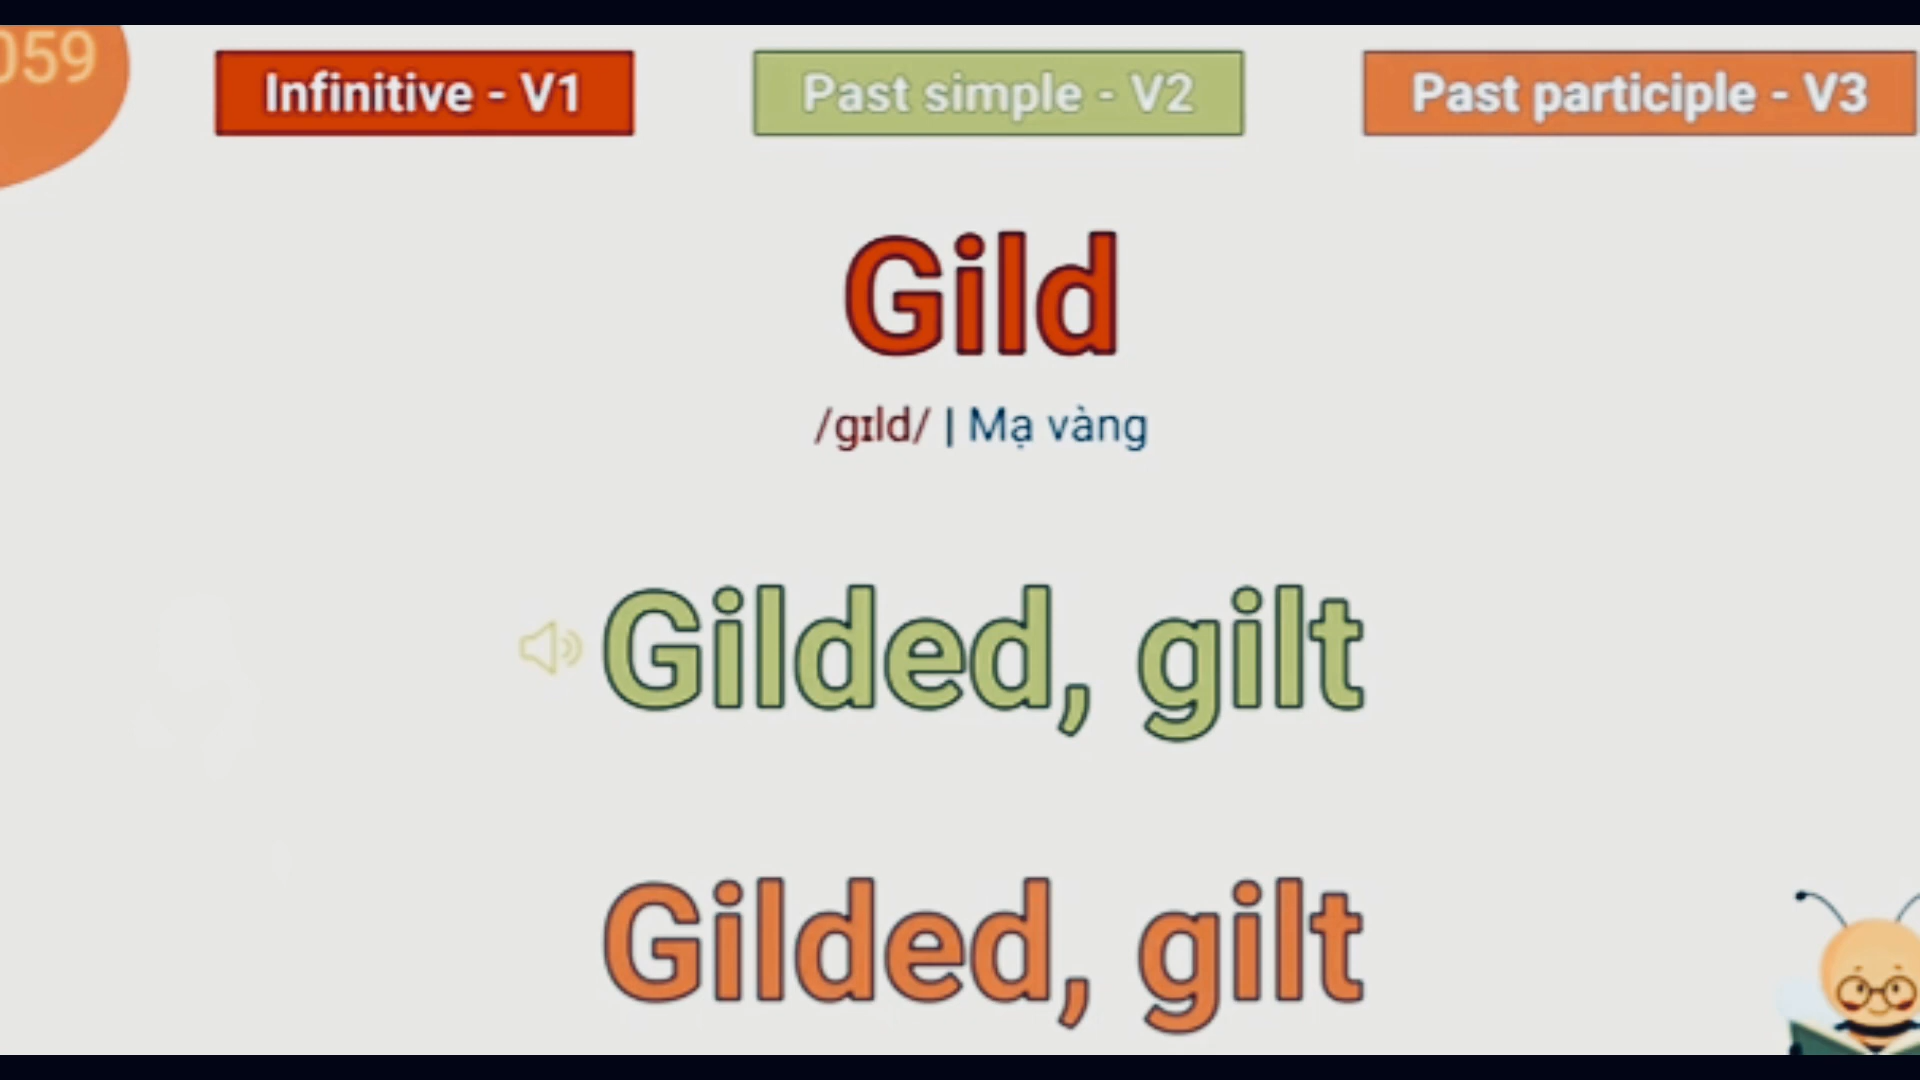 059
Infinitive - V1
Past simple - V2
Past participle - V3
Gild
/gɪld/ | Mạ vàng
Gilded, gilt
Gilded, gilt